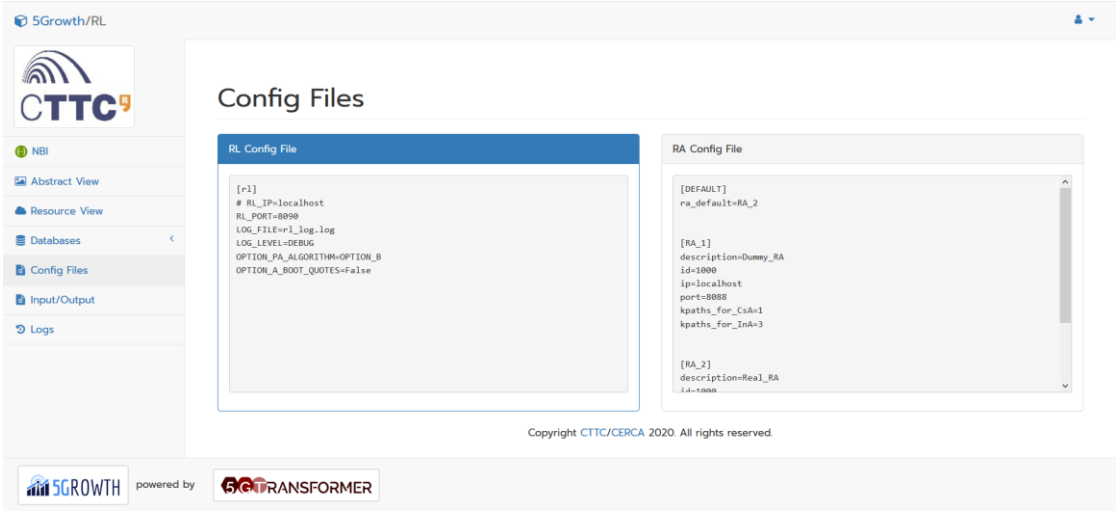 5Growth/RL
CTTC
NBI
Abstract View
Resource View
Databases
Config Files
Input/Output
Logs
Config Files
RL Config File
[rl]
# RL_IP=localhost
RL_PORT=8090
LOG_FILE=rl_log.log
LOG_LEVEL=DEBUG
OPTION_PA_ALGORITHM=OPTION_B
OPTION_A_BOOT_QUOTES=False
RA Config File
[DEFAULT]
ra_default=RA_2
[RA_1]
description=Dummy_RA
id=1000
ip=localhost
port=8088
kpaths_for_CsA=1
kpaths_for_InA=3
[RA_2]
description=Real_RA
id=1000
Copyright CTTC/CERCA 2020. All rights reserved.
5GROWTH powered by 5GTRANSFORMER